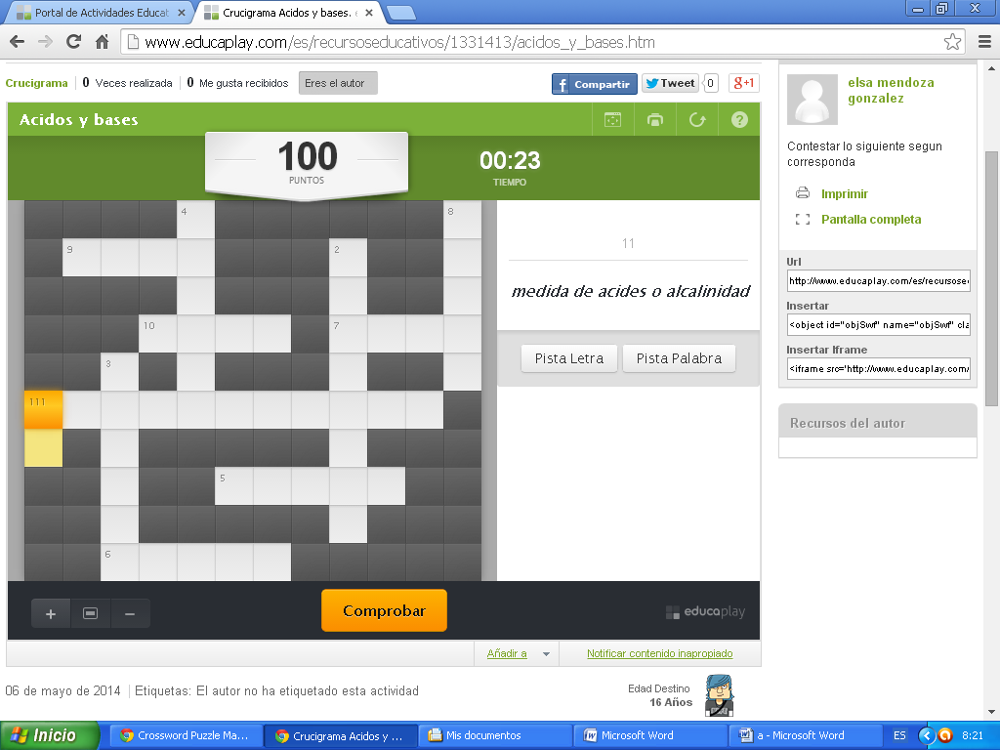 Portal de Actividades Educat
Crucigrama Acidos y bases. e
www.educaplay.com/es/recursoseducativos/1331413/acidos_y_bases.htm
Crucigrama
0 Veces realizada
0 Me gusta recibidos
Eres el autor
Compartir
Tweet
0
g+1
Acidos y bases
?
100
PUNTOS
00:23
TIEMPO
4
8
9
2
10
7
3
111
5
6
11
medida de acides o alcalinidad
Pista Letra
Pista Palabra
+
−
Comprobar
educaplay
Añadir a
Notificar contenido inapropiado
06 de mayo de 2014
Etiquetas: El autor no ha etiquetado esta actividad
Edad Destino
16 Años
elsa mendoza
gonzalez
Contestar lo siguiente segun
corresponda
Imprimir
Pantalla completa
Url
http://www.educaplay.com/es/recursose
Insertar
<object id="objSwf" name="objSwf" cla
Insertar Iframe
<iframe src='http://www.educaplay.com/
Recursos del autor
Inicio
Crossword Puzzle Ma...
Crucigrama Acidos y ...
Mis documentos
Microsoft Word
a - Microsoft Word
ES
8:21